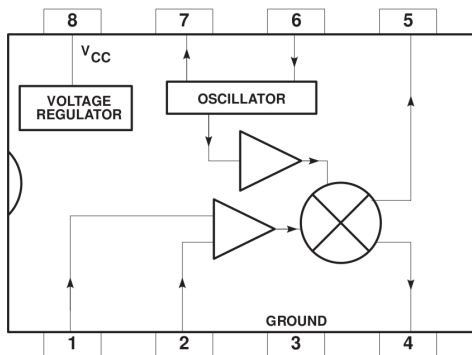 8 7 6 5
VCC
VOLTAGE
REGULATOR
OSCILLATOR
GROUND
1 2 3 4